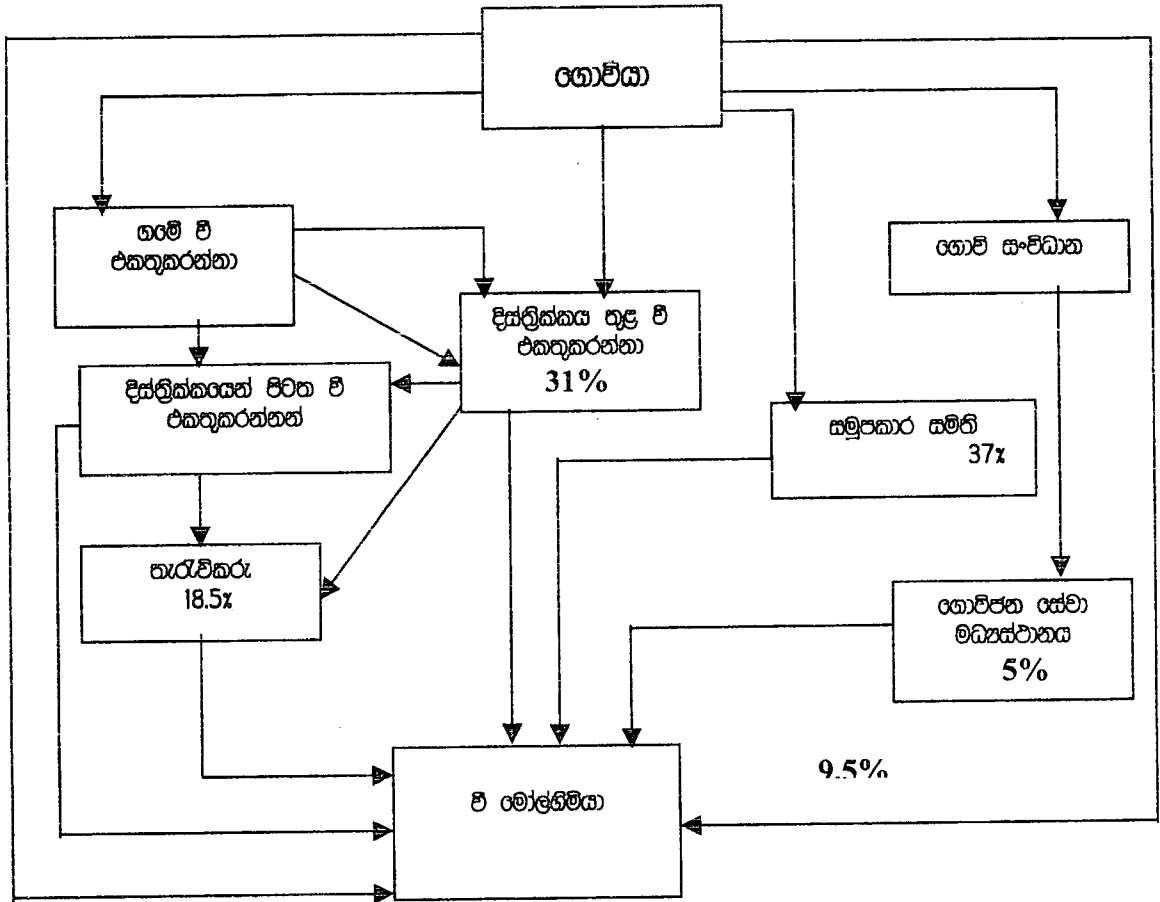 ගොවියා
ගමේ වී
එකතුකරන්නා
ගොවි සංවිධාන
දිස්ත්‍රික්කය තුළ වී
එකතුකරන්නා
31%
දිස්ත්‍රික්කයෙන් පිටත වී
එකතුකරන්නන්
සමුපකාර සමිති
37%
තැරැව්කරු
18.5%
ගොවිජන සේවා
මධ්‍යස්ථානය
5%
9.5%
වී මෝල්හිමියා